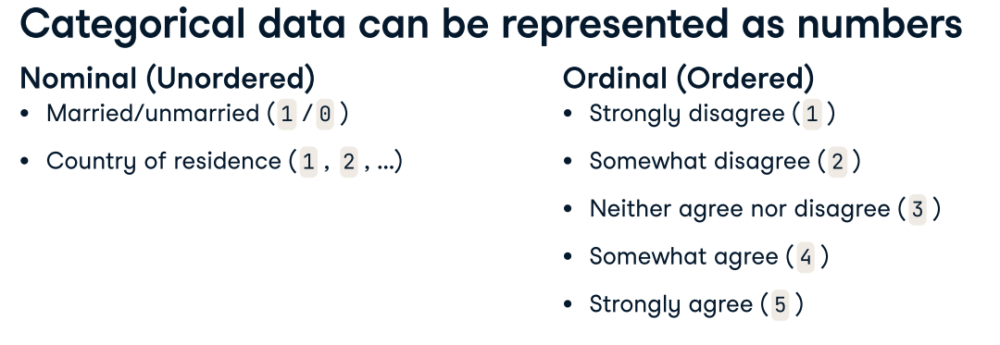 Categorical data can be represented as numbers
Nominal (Unordered)
• Married/unmarried ( 1 / 0 )
• Country of residence ( 1 , 2 , ...)
Ordinal (Ordered)
• Strongly disagree ( 1 )
• Somewhat disagree ( 2 )
• Neither agree nor disagree ( 3 )
• Somewhat agree ( 4 )
• Strongly agree ( 5 )